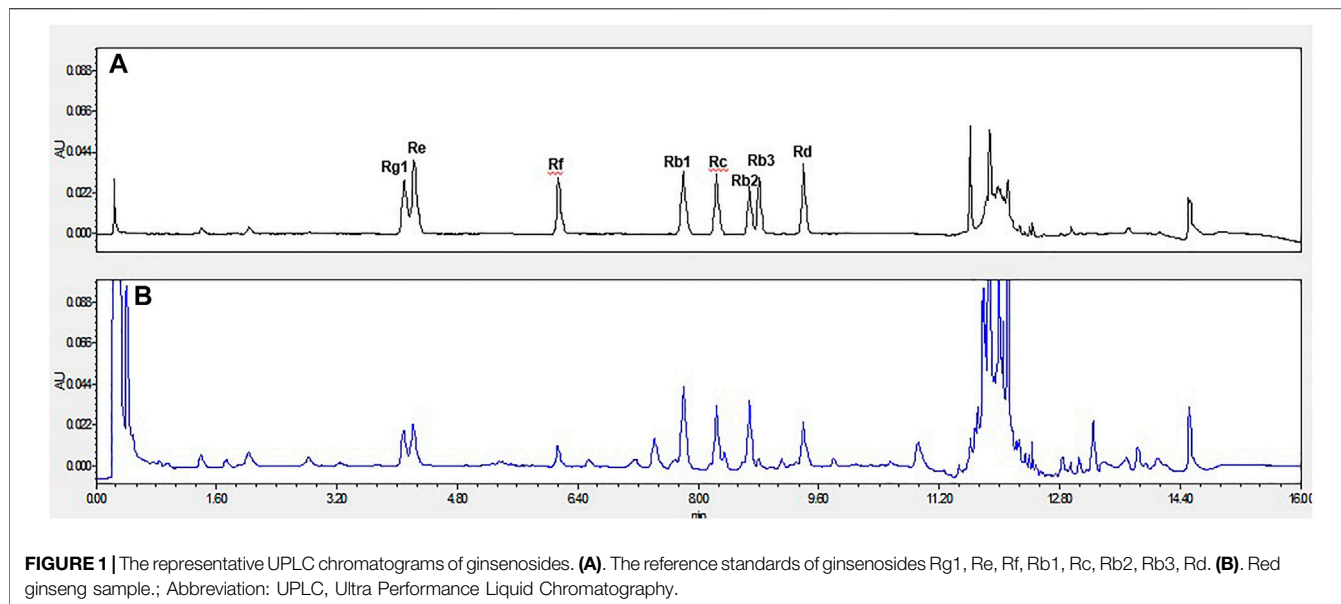 A
0.088
0.066
0.044
0.022
0.000
AU
Rg1
Re
Rf
Rb1
Rc
Rb2
Rb3
Rd
B
0.088
0.066
0.044
0.022
0.000
AU
0.00 1.60 3.20 4.80 6.40 8.00 9.60 11.20 12.80 14.40 16.00
min
FIGURE 1 | The representative UPLC chromatograms of ginsenosides. (A). The reference standards of ginsenosides Rg1, Re, Rf, Rb1, Rc, Rb2, Rb3, Rd. (B). Red
ginseng sample.; Abbreviation: UPLC, Ultra Performance Liquid Chromatography.